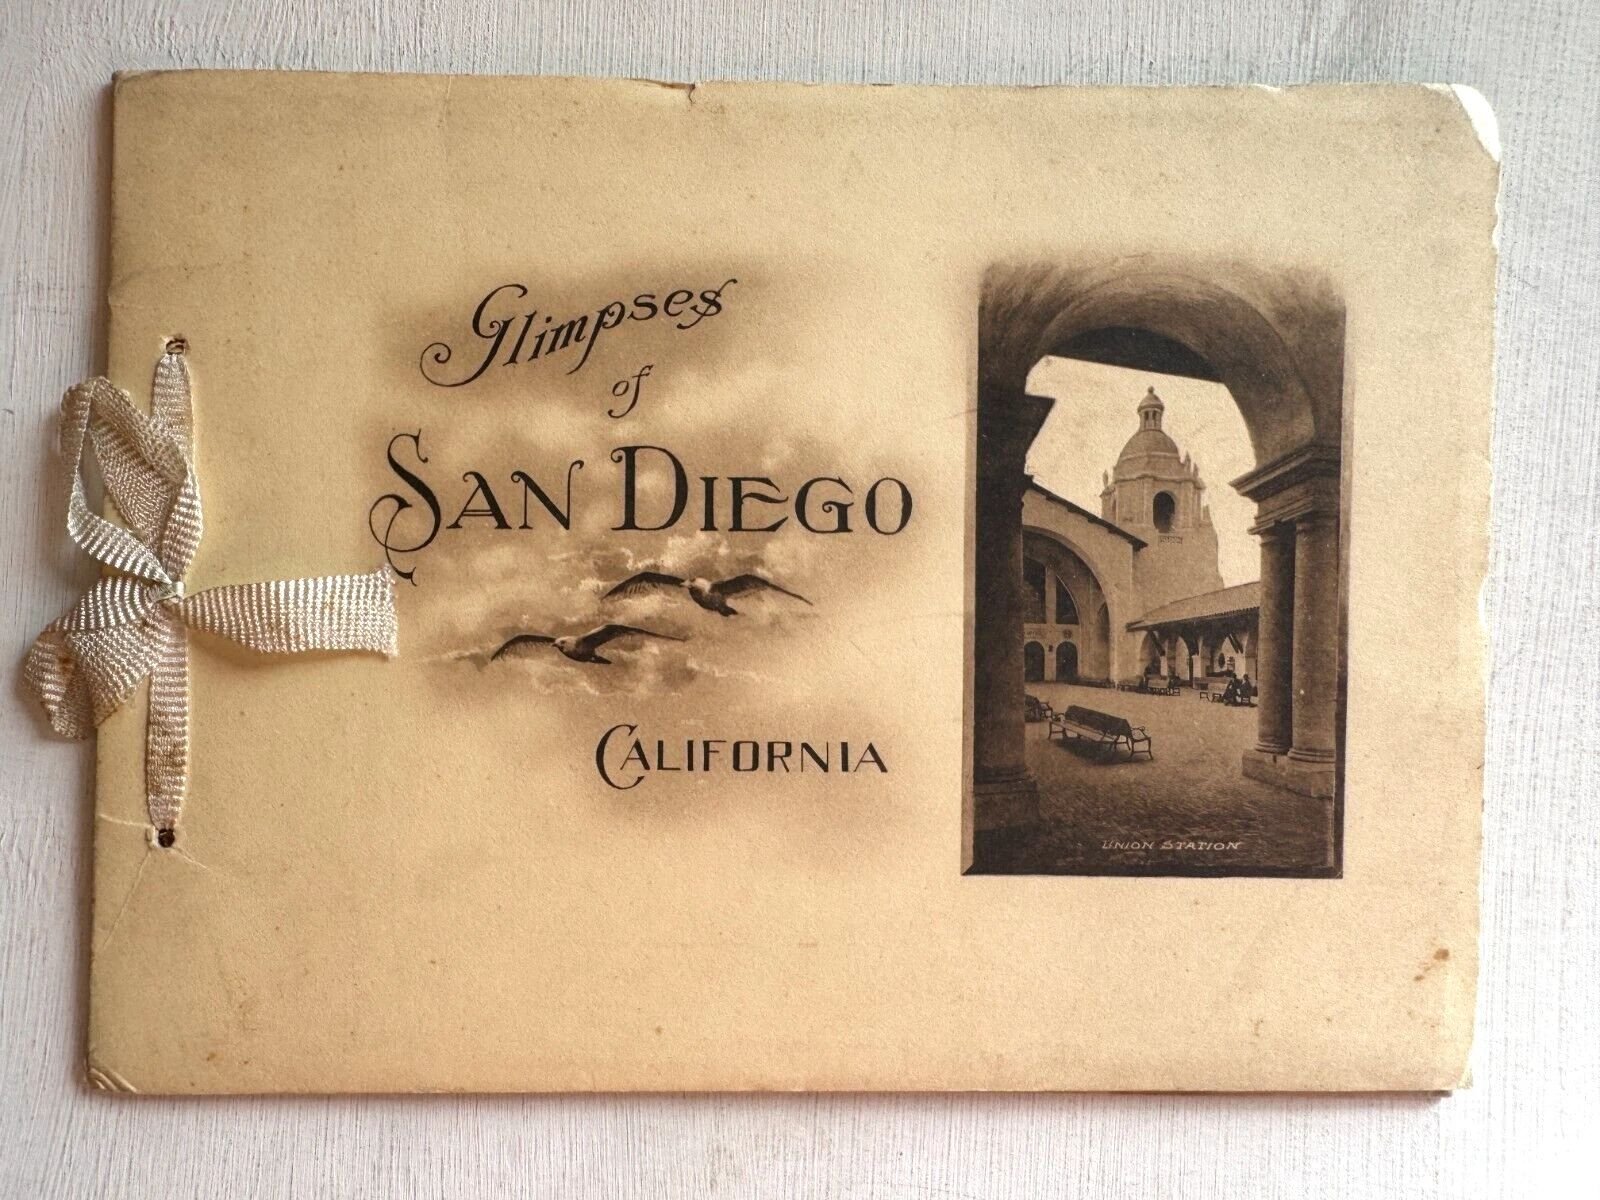 Glimpses
of
SAN DIEGO
CALIFORNIA
UNION STATION